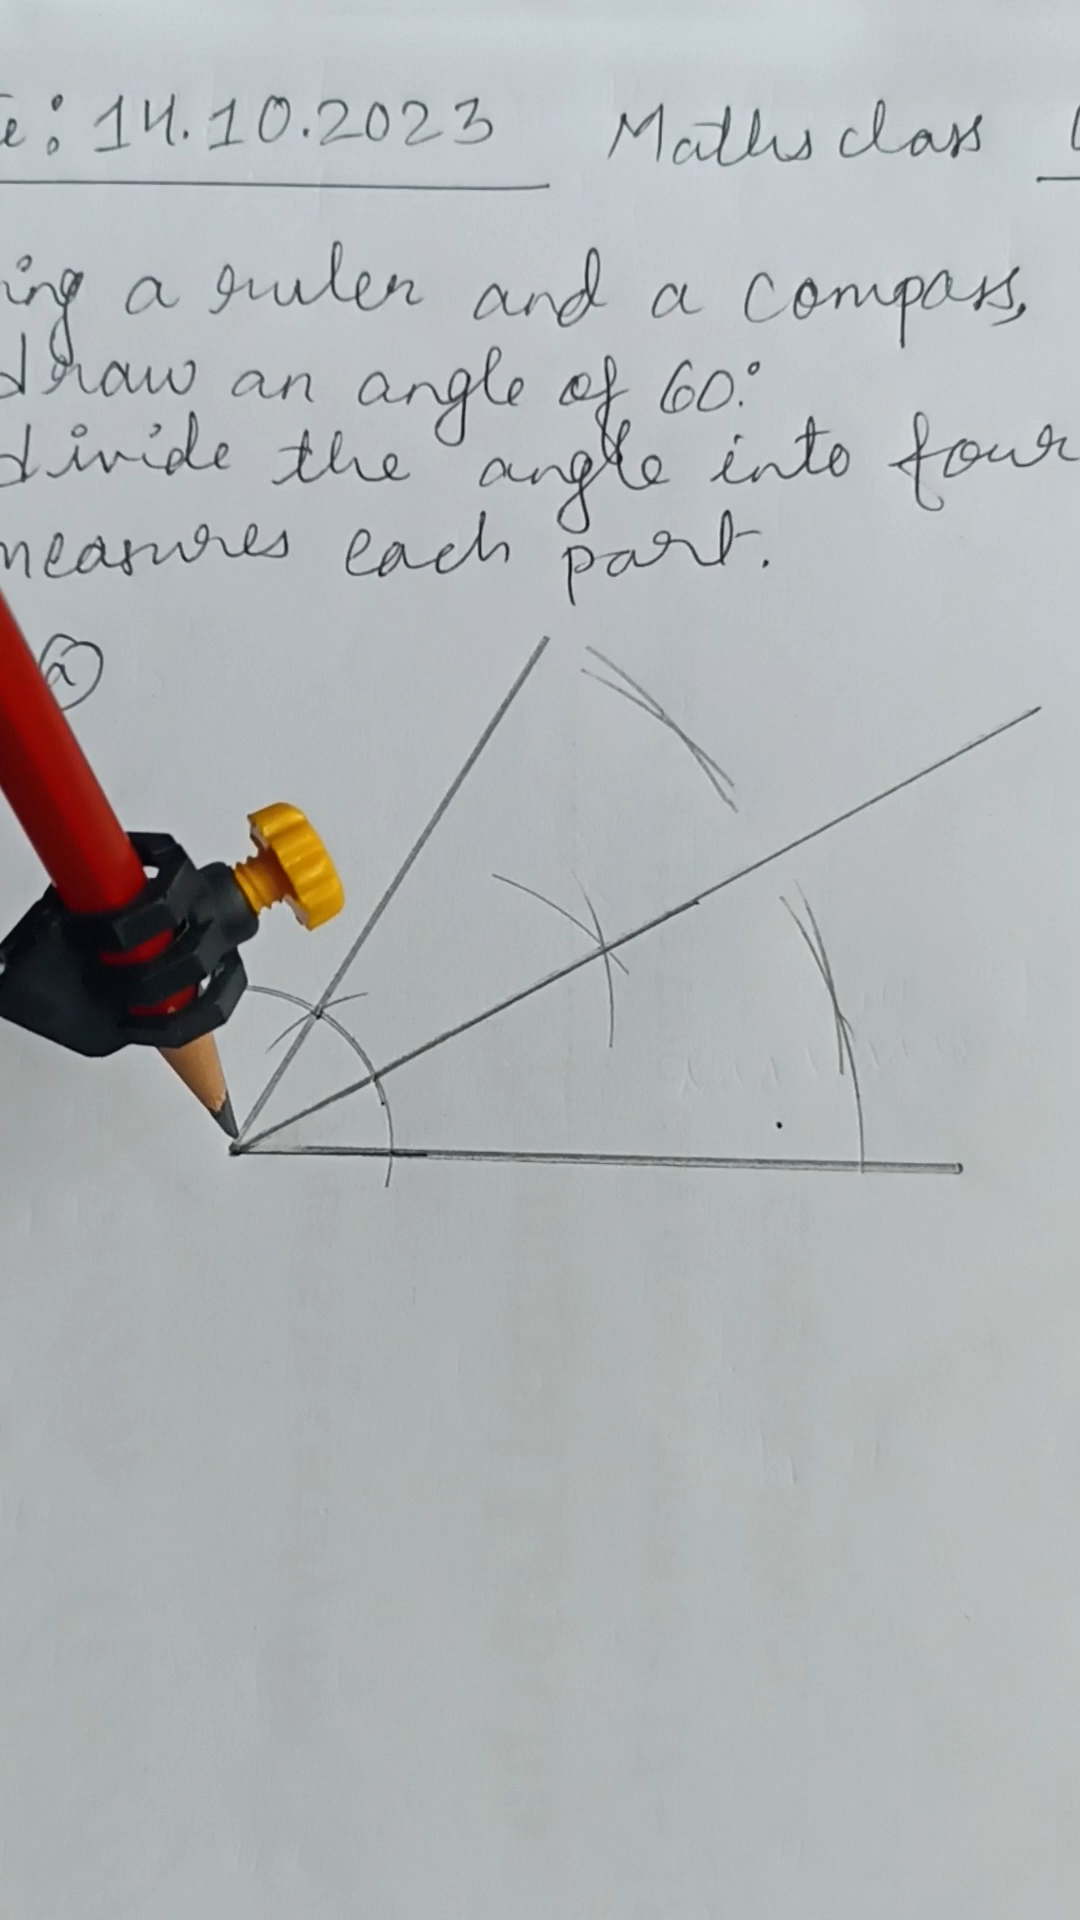 : 14.10.2023 Maths class
ing a ruler and a compass,
draw an angle of 60°.
divide the angle into four
measures each part.
a